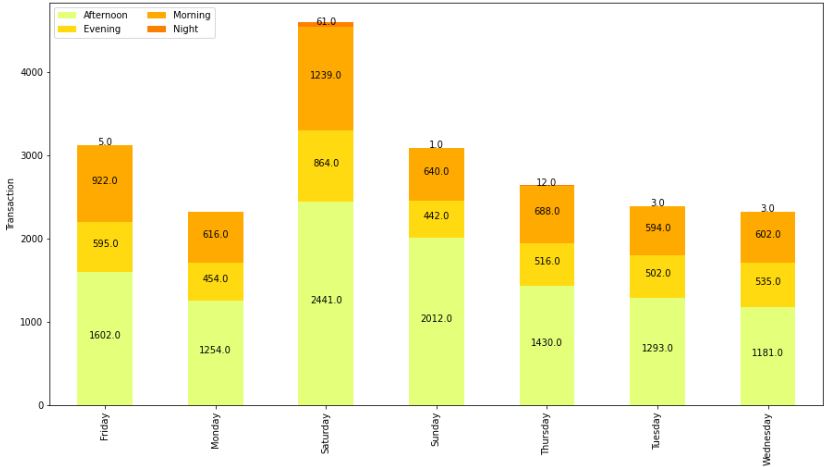 Afternoon
Evening
Morning
Night
Transaction
4000
3000
2000
1000
0
5.0
922.0
595.0
1602.0
616.0
454.0
1254.0
61.0
1239.0
864.0
2441.0
1.0
640.0
442.0
2012.0
12.0
688.0
516.0
1430.0
3.0
594.0
502.0
1293.0
3.0
602.0
535.0
1181.0
Friday
Monday
Saturday
Sunday
Thursday
Tuesday
Wednesday